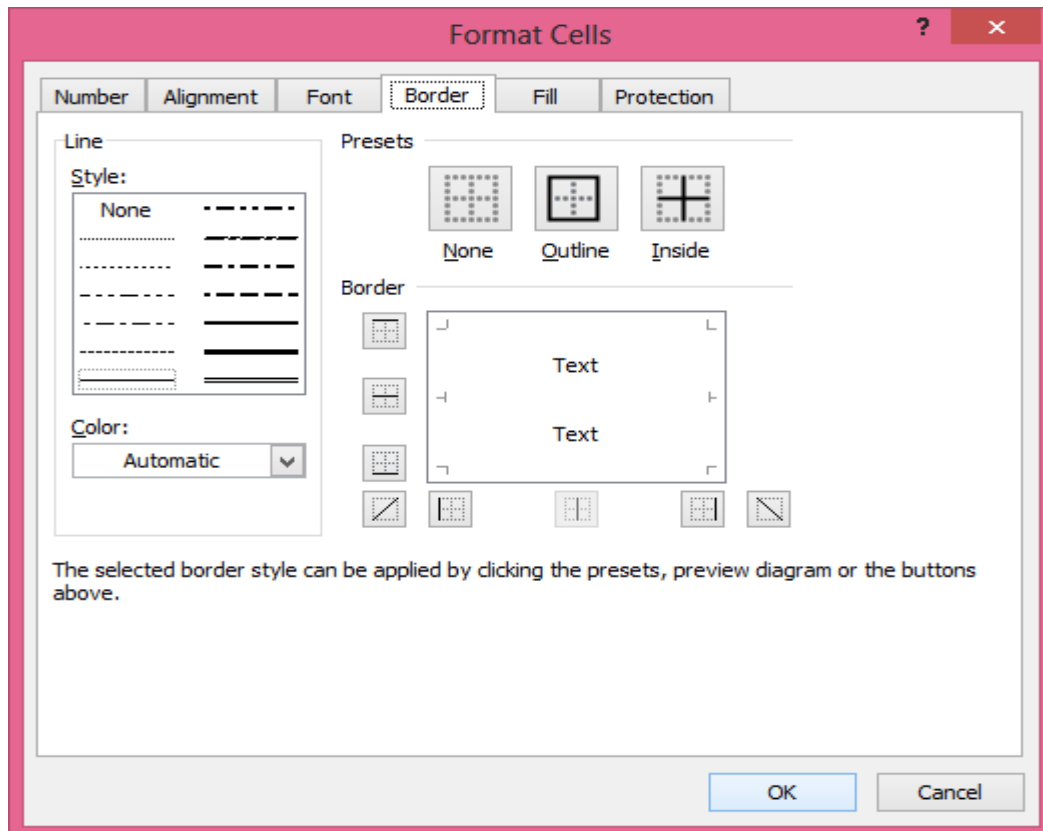 Format Cells
?
×
Number
Alignment
Font
Border
Fill
Protection
Line
Style:
None
Color:
Automatic
Presets
None
Outline
Inside
Border
Text
Text
The selected border style can be applied by clicking the presets, preview diagram or the buttons
above.
OK
Cancel